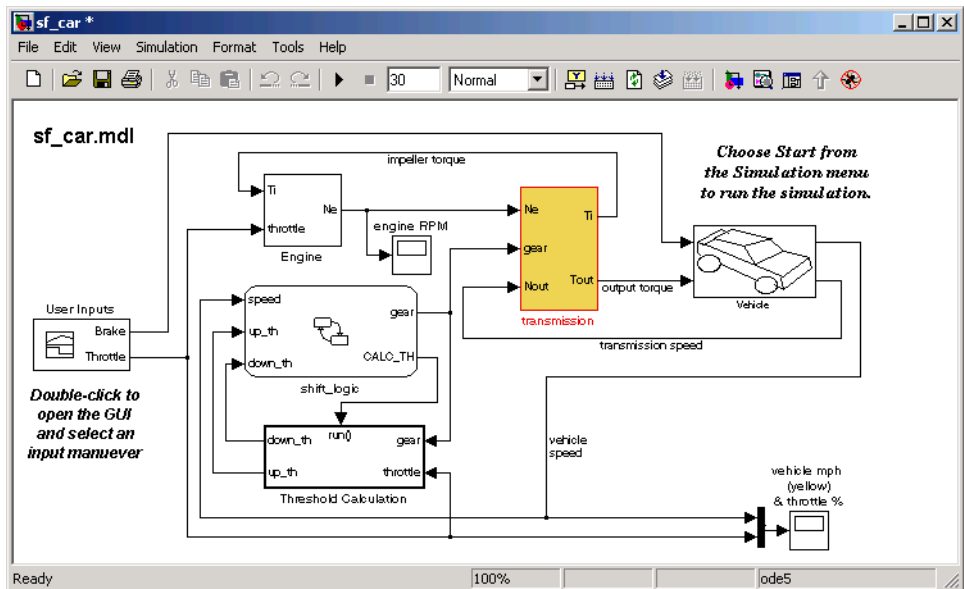 sf_car *
File Edit View Simulation Format Tools Help
30 Normal
sf_car.mdl
impeller torque
Choose Start from
the Simulation menu
to run the simulation.
Ti
Ne
throttle
Engine
engine RPM
Ne
Ti
gear
Nout
Tout
transmission
output torque
Vehicle
transmission speed
User Inputs
Brake
Throttle
Double-click to
open the GUI
and select an
input manuever
speed
gear
up_th
down_th
CALC_TH
shift_logic
run()
down_th
gear
up_th
throttle
Threshold Calculation
vehicle
speed
vehicle mph
(yellow)
& throttle %
Ready 100% ode5